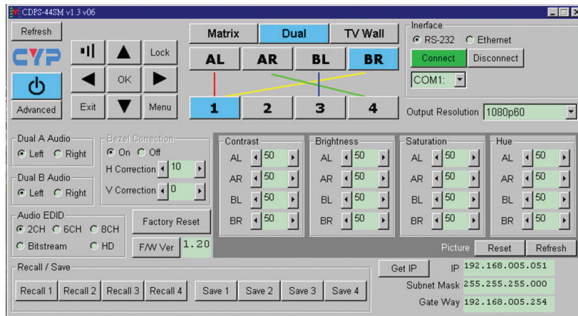 CDPS-44SM v1.3 v06
Refresh
CYP
Advanced
Lock
OK
Exit
Menu
Matrix Dual TV Wall
AL AR BL BR
1 2 3 4
Inerface
RS-232 Ethernet
Connect Disconnect
COM1:
Output Resolution 1080p60
Dual A Audio
Left Right
Dual B Audio
Left Right
Audio EDID
2CH 6CH 8CH
Bitstream HD
Bezel Correction
On Off
H Correction 10
V Correction 0
Factory Reset
F/W Ver 1.20
Contrast
AL 50
AR 50
BL 50
BR 50
Brightness
AL 50
AR 50
BL 50
BR 50
Saturation
AL 50
AR 50
BL 50
BR 50
Hue
AL 50
AR 50
BL 50
BR 50
Picture Reset Refresh
Recall / Save
Recall 1 Recall 2 Recall 3 Recall 4 Save 1 Save 2 Save 3 Save 4
Get IP IP 192.168.005.051
Subnet Mask 255.255.255.000
Gate Way 192.168.005.254